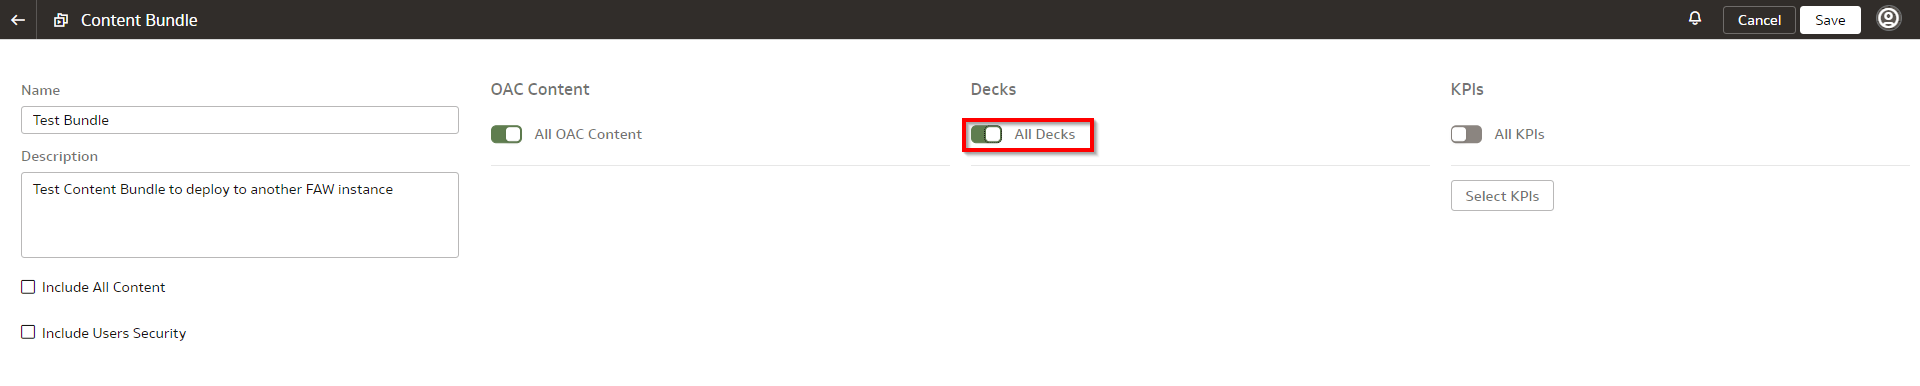 Content Bundle
Cancel
Save
Name
Test Bundle
Description
Test Content Bundle to deploy to another FAW instance
Include All Content
Include Users Security
OAC Content
All OAC Content
Decks
All Decks
KPIs
All KPIs
Select KPIs